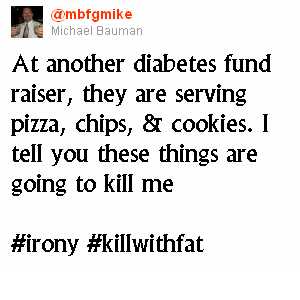 @mbfgmike
Michael Bauman
At another diabetes fund
raiser, they are serving
pizza, chips, & cookies. I
tell you these things are
going to kill me
#irony #killwithfat